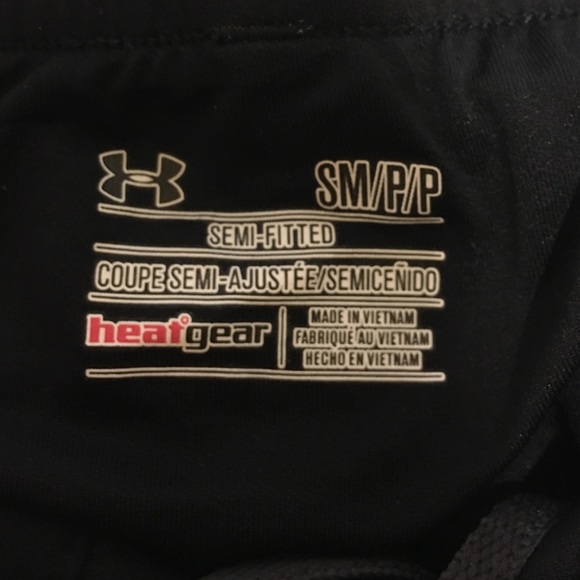 SM/P/P
SEMI-FITTED
COUPE SEMI-AJUSTÉE/SEMICEÑIDO
heatgear
MADE IN VIETNAM
FABRIQUÉ AU VIETNAM
HECHO EN VIETNAM